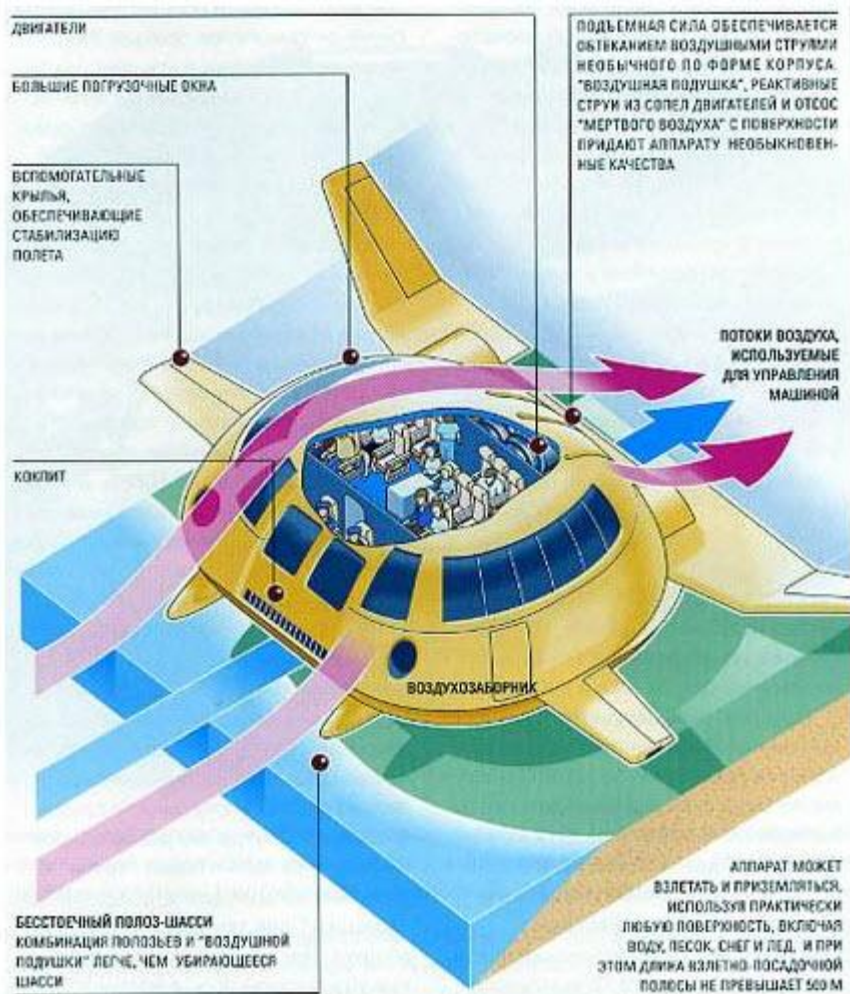 ДВИГАТЕЛИ
БОЛЬШИЕ ПОГРУЗОЧНЫЕ ОКНА
ВСПОМОГАТЕЛЬНЫЕ
КРЫЛЬЯ,
ОБЕСПЕЧИВАЮЩИЕ
СТАБИЛИЗАЦИЮ
ПОЛЕТА
КОКПИТ
ПОДЪЕМНАЯ СИЛА ОБЕСПЕЧИВАЕТСЯ
ОБТЕКАНИЕМ ВОЗДУШНЫМИ СТРУЯМИ
НЕОБЫЧНОГО ПО ФОРМЕ КОРПУСА.
"ВОЗДУШНАЯ ПОДУШКА", РЕАКТИВНЫЕ
СТРУИ ИЗ СОПЕЛ ДВИГАТЕЛЕЙ И ОТСОС
"МЕРТВОГО ВОЗДУХА" С ПОВЕРХНОСТИ
ПРИДАЮТ АППАРАТУ НЕОБЫКНОВЕН-
НЫЕ КАЧЕСТВА
ПОТОКИ ВОЗДУХА,
ИСПОЛЬЗУЕМЫЕ
ДЛЯ УПРАВЛЕНИЯ
МАШИНОЙ
ВОЗДУХОЗАБОРНИК
БЕССТОЕЧНЫЙ ПОЛОЗ-ШАССИ
КОМБИНАЦИЯ ПОЛОЗЬЕВ И "ВОЗДУШНОЙ
ПОДУШКИ" ЛЕГЧЕ, ЧЕМ УБИРАЮЩЕЕСЯ
ШАССИ
АППАРАТ МОЖЕТ
ВЗЛЕТАТЬ И ПРИЗЕМЛЯТЬСЯ,
ИСПОЛЬЗУЯ ПРАКТИЧЕСКИ
ЛЮБУЮ ПОВЕРХНОСТЬ, ВКЛЮЧАЯ
ВОДУ, ПЕСОК, СНЕГ И ЛЕД, И ПРИ
ЭТОМ ДЛИНА ВЗЛЕТНО-ПОСАДОЧНОЙ
ПОЛОСЫ НЕ ПРЕВЫШАЕТ 500 М